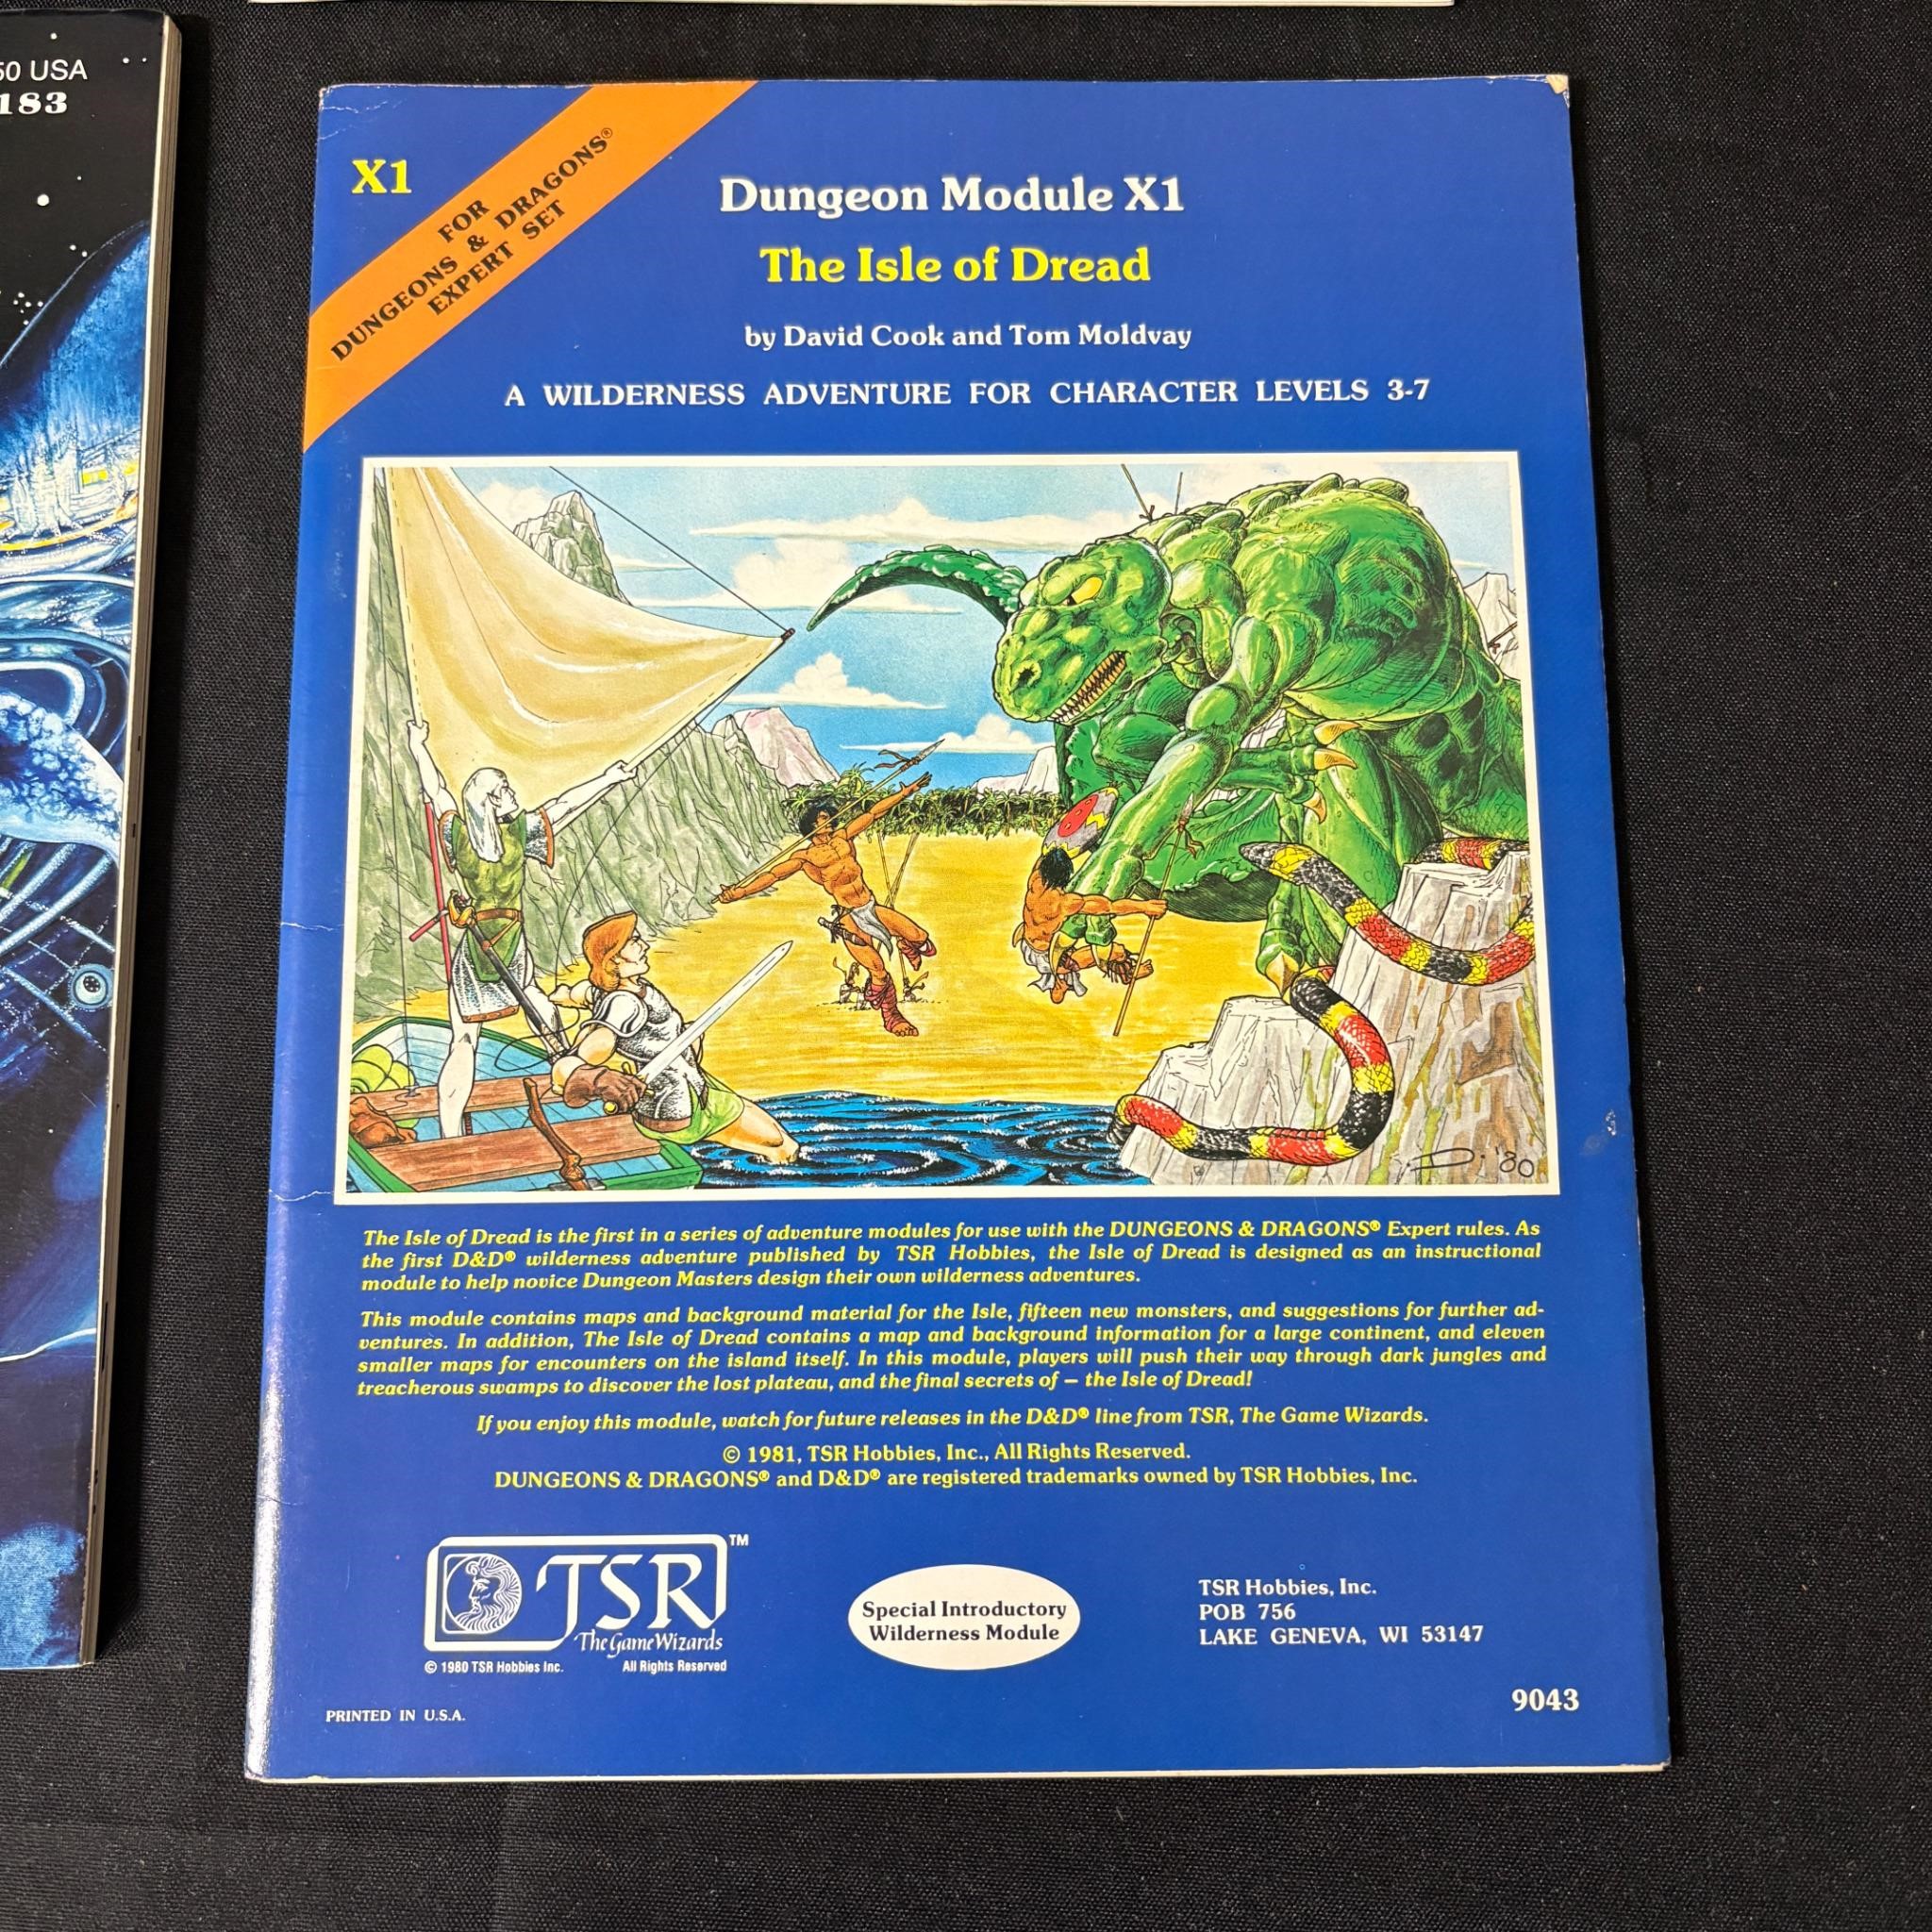 50 USA
183
X1
FOR
DUNGEONS & DRAGONS®
EXPERT SET
Dungeon Module X1
The Isle of Dread
by David Cook and Tom Moldvay
A WILDERNESS ADVENTURE FOR CHARACTER LEVELS 3-7
D. '80
The Isle of Dread is the first in a series of adventure modules for use with the DUNGEONS & DRAGONS® Expert rules. As
the first D&D® wilderness adventure published by TSR Hobbies, the Isle of Dread is designed as an instructional
module to help novice Dungeon Masters design their own wilderness adventures.
This module contains maps and background material for the Isle, fifteen new monsters, and suggestions for further ad-
ventures. In addition, The Isle of Dread contains a map and background information for a large continent, and eleven
smaller maps for encounters on the island itself. In this module, players will push their way through dark jungles and
treacherous swamps to discover the lost plateau, and the final secrets of — the Isle of Dread!
If you enjoy this module, watch for future releases in the D&D® line from TSR, The Game Wizards.
© 1981, TSR Hobbies, Inc., All Rights Reserved.
DUNGEONS & DRAGONS® and D&D® are registered trademarks owned by TSR Hobbies, Inc.
TSR™
The Game Wizards
© 1980 TSR Hobbies Inc. All Rights Reserved
Special Introductory
Wilderness Module
TSR Hobbies, Inc.
POB 756
LAKE GENEVA, WI 53147
9043
PRINTED IN U.S.A.